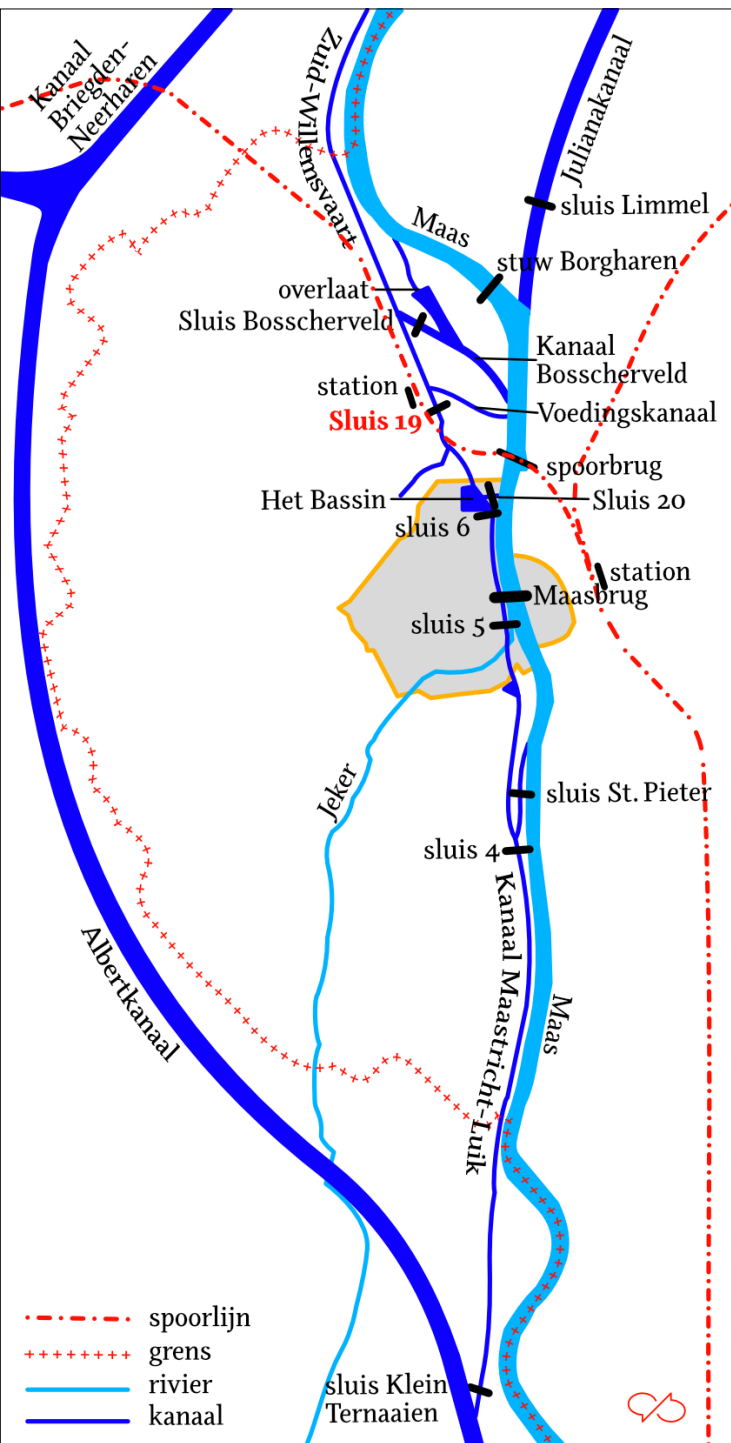 Kanaal
Briegden-
Neerharen
Zuid-Willemsvaart
Julianakanaal
sluis Limmel
Maas
stuw Borgharen
overlaat
Sluis Bosscherveld
Kanaal
Bosscherveld
station
Sluis 19
Voedingskanaal
spoorbrug
Het Bassin
Sluis 20
sluis 6
station
Maasbrug
sluis 5
Jeker
sluis St. Pieter
sluis 4
Kanaal Maastricht-Luik
Albertkanaal
Maas
spoorlijn
grens
rivier
kanaal
sluis Klein
Ternaaien